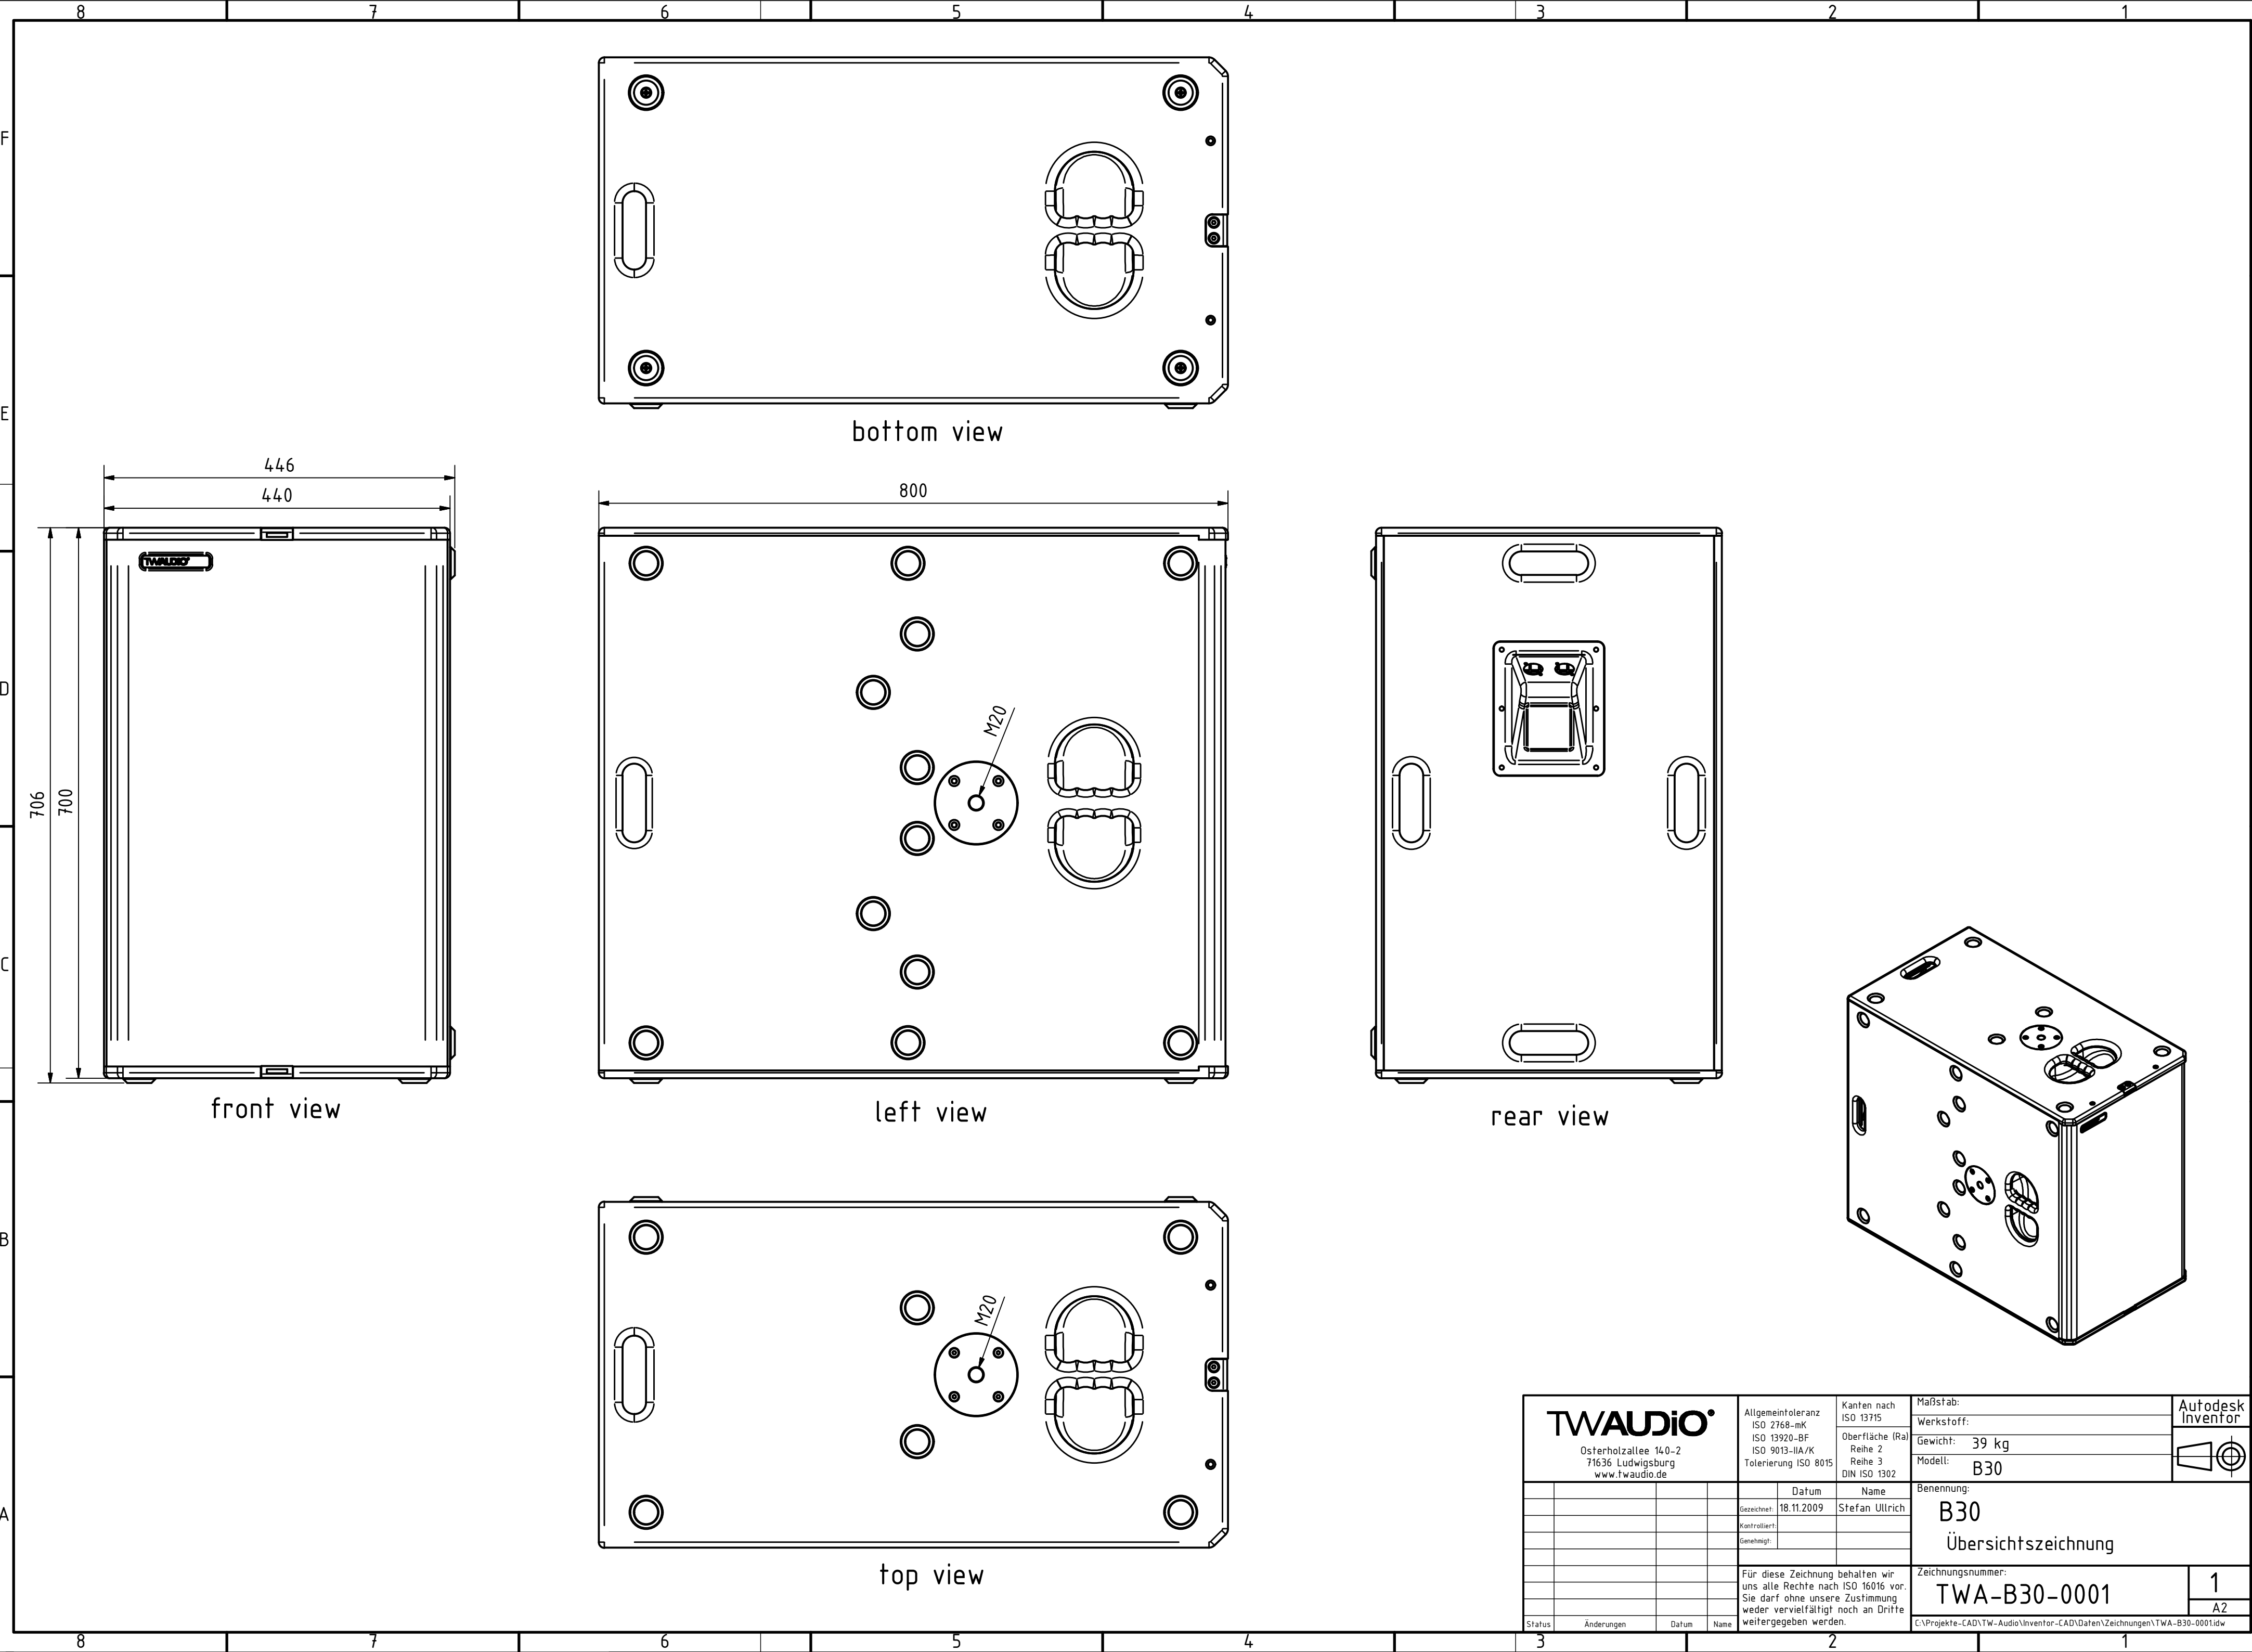 8 7 6 5 4 3 2 1
F
E
D
C
B
A
bottom view
446
440
800
706
700
TWAUDIO®
M20
front view
left view
rear view
M20
top view
TWAUDiO®
Osterholzallee 140-2
71636 Ludwigsburg
www.twaudio.de
Allgemeintoleranz
ISO 2768-mK
ISO 13920-BF
ISO 9013-IIA/K
Tolerierung ISO 8015
Kanten nach
ISO 13715
Oberfläche (Ra)
Reihe 2
Reihe 3
DIN ISO 1302
Maßstab:
Werkstoff:
Gewicht: 39 kg
Modell: B30
Autodesk
Inventor
Datum Name
Gezeichnet: 18.11.2009 Stefan Ullrich
Kontrolliert:
Genehmigt:
Benennung:
B30
Übersichtszeichnung
Für diese Zeichnung behalten wir
uns alle Rechte nach ISO 16016 vor.
Sie darf ohne unsere Zustimmung
weder vervielfältigt noch an Dritte
weitergegeben werden.
Zeichnungsnummer:
TWA-B30-0001
1
A2
Status Änderungen Datum Name
C:\Projekte-CAD\TW-Audio\Inventor-CAD\Daten\Zeichnungen\TWA-B30-0001.idw
8 7 6 5 4 3 2 1